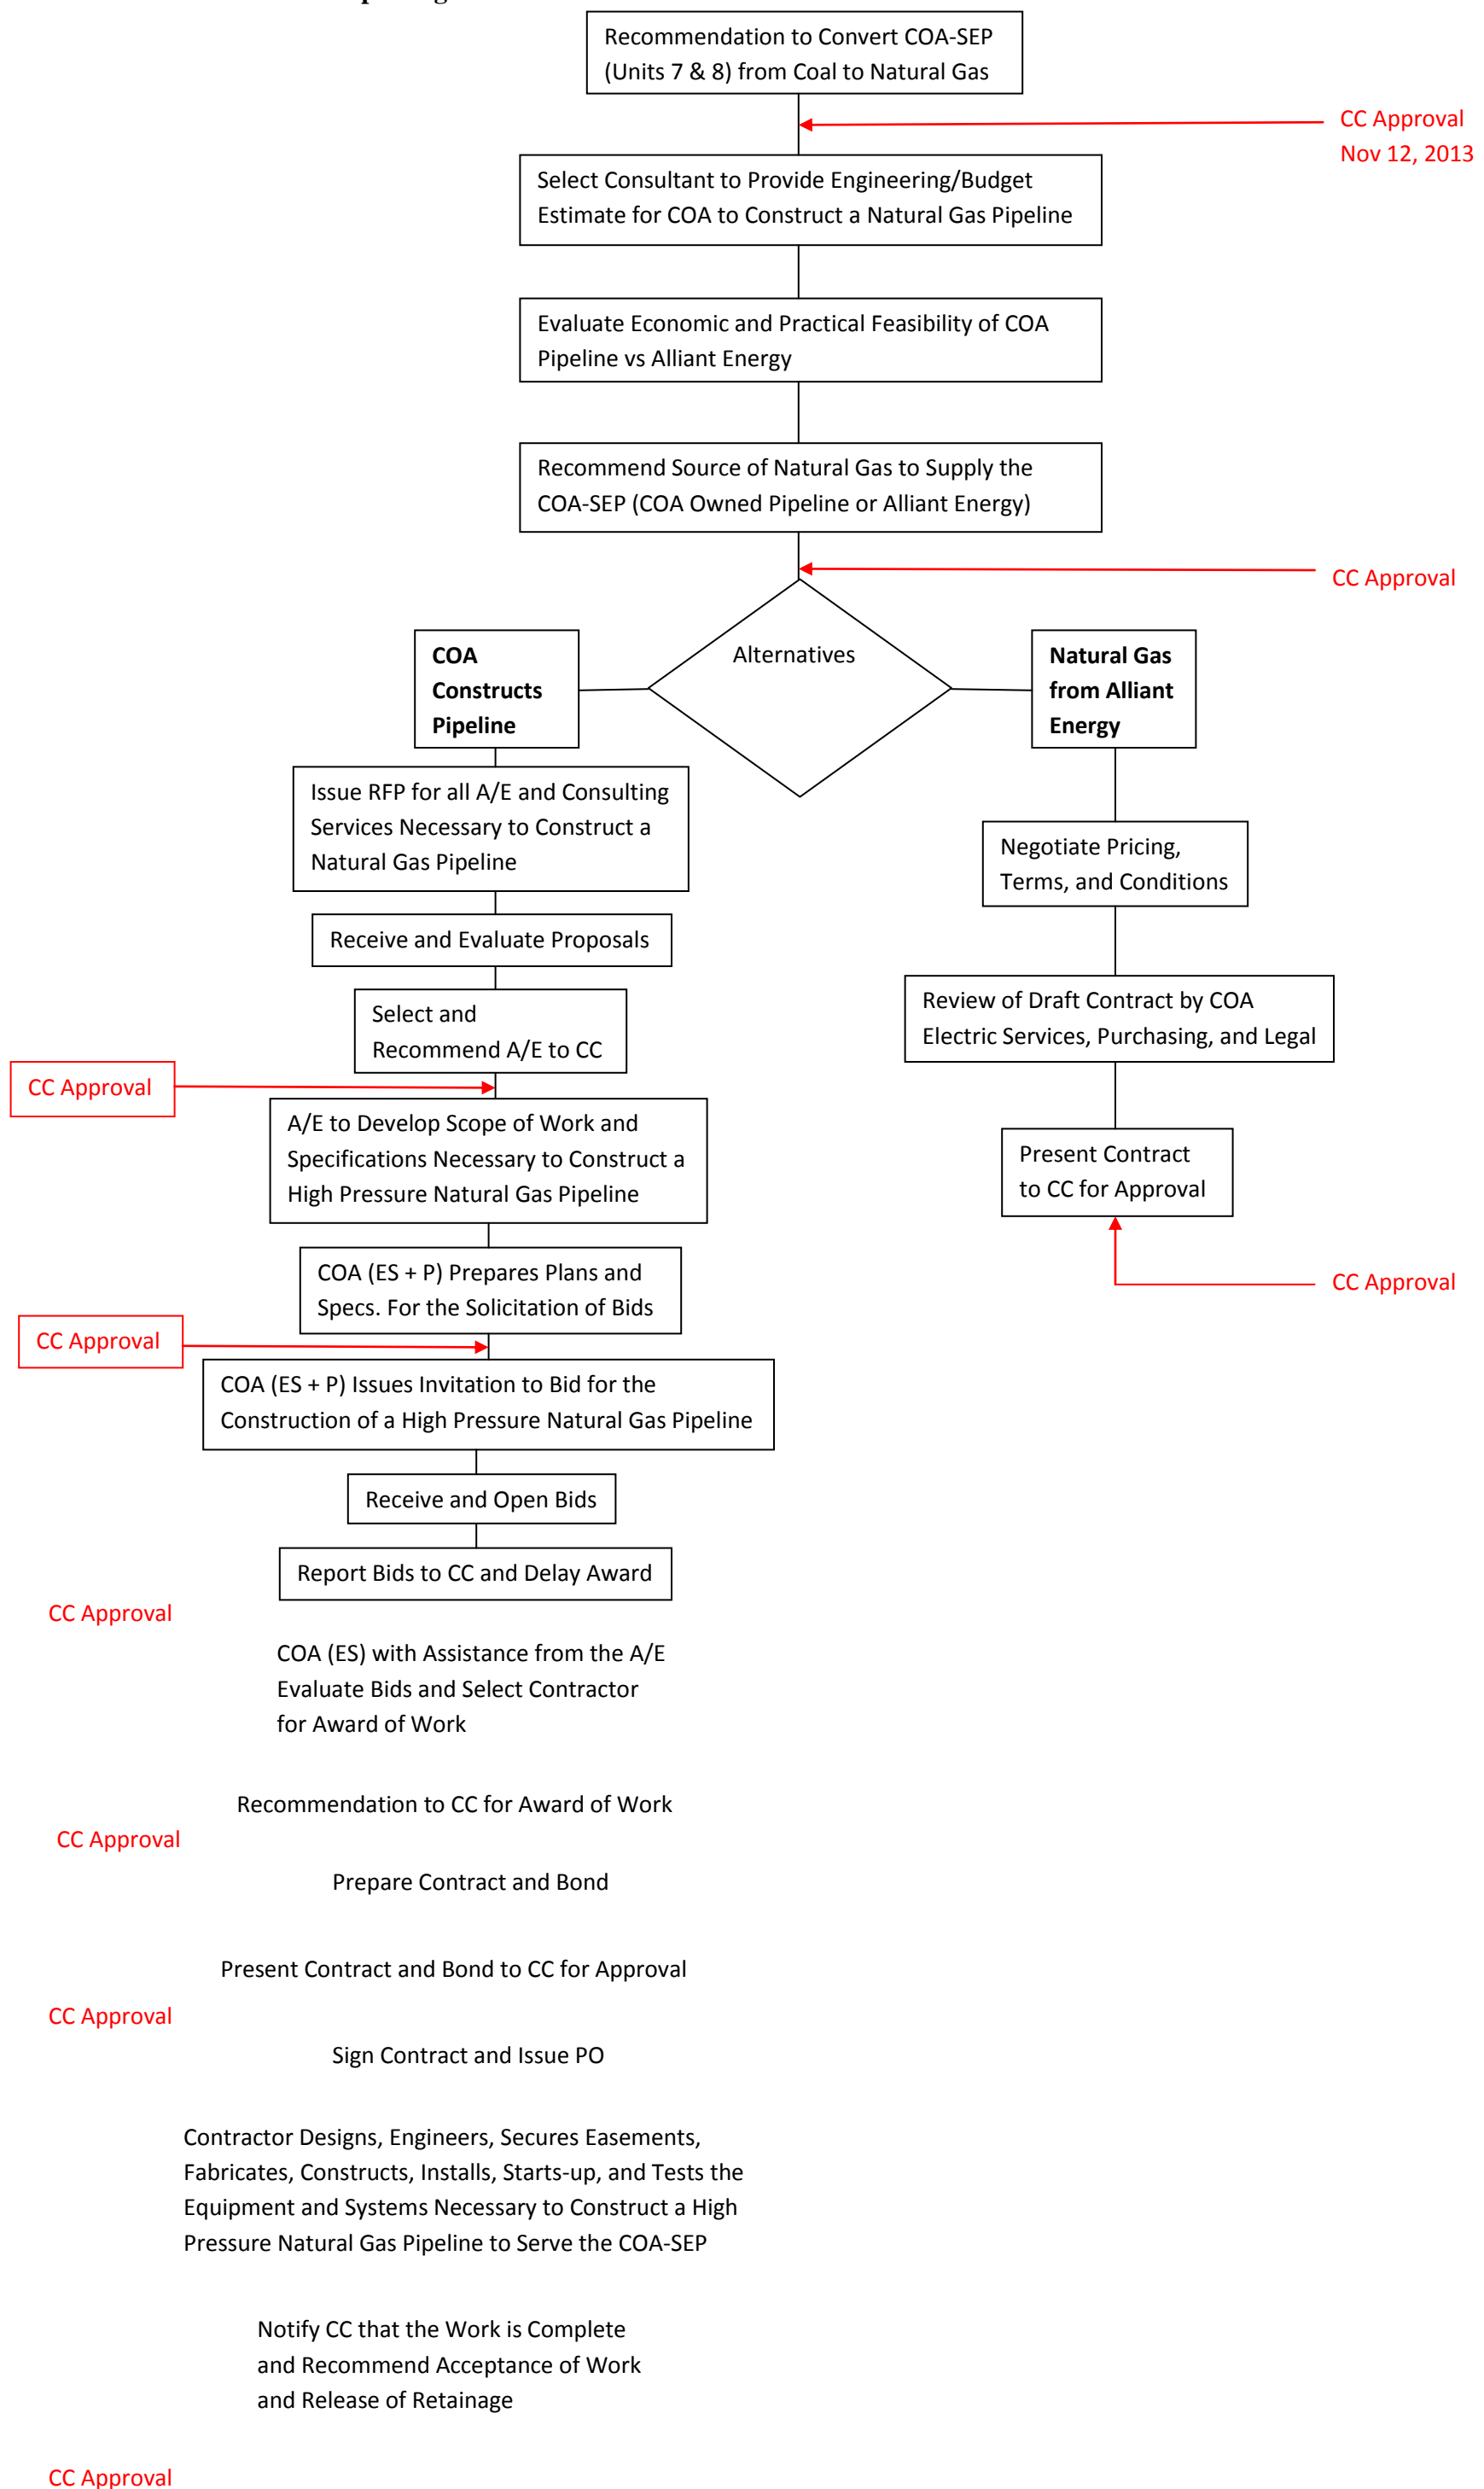 Recommendation to Convert COA-SEP
(Units 7 & 8) from Coal to Natural Gas
CC Approval
Nov 12, 2013
Select Consultant to Provide Engineering/Budget
Estimate for COA to Construct a Natural Gas Pipeline
Evaluate Economic and Practical Feasibility of COA
Pipeline vs Alliant Energy
Recommend Source of Natural Gas to Supply the
COA-SEP (COA Owned Pipeline or Alliant Energy)
CC Approval
Alternatives
COA
Constructs
Pipeline
Natural Gas
from Alliant
Energy
Issue RFP for all A/E and Consulting
Services Necessary to Construct a
Natural Gas Pipeline
Negotiate Pricing,
Terms, and Conditions
Receive and Evaluate Proposals
Review of Draft Contract by COA
Electric Services, Purchasing, and Legal
Select and
Recommend A/E to CC
CC Approval
A/E to Develop Scope of Work and
Specifications Necessary to Construct a
High Pressure Natural Gas Pipeline
Present Contract
to CC for Approval
COA (ES + P) Prepares Plans and
Specs. For the Solicitation of Bids
CC Approval
CC Approval
COA (ES + P) Issues Invitation to Bid for the
Construction of a High Pressure Natural Gas Pipeline
Receive and Open Bids
Report Bids to CC and Delay Award
CC Approval
COA (ES) with Assistance from the A/E
Evaluate Bids and Select Contractor
for Award of Work
Recommendation to CC for Award of Work
CC Approval
Prepare Contract and Bond
Present Contract and Bond to CC for Approval
CC Approval
Sign Contract and Issue PO
Contractor Designs, Engineers, Secures Easements,
Fabricates, Constructs, Installs, Starts-up, and Tests the
Equipment and Systems Necessary to Construct a High
Pressure Natural Gas Pipeline to Serve the COA-SEP
Notify CC that the Work is Complete
and Recommend Acceptance of Work
and Release of Retainage
CC Approval